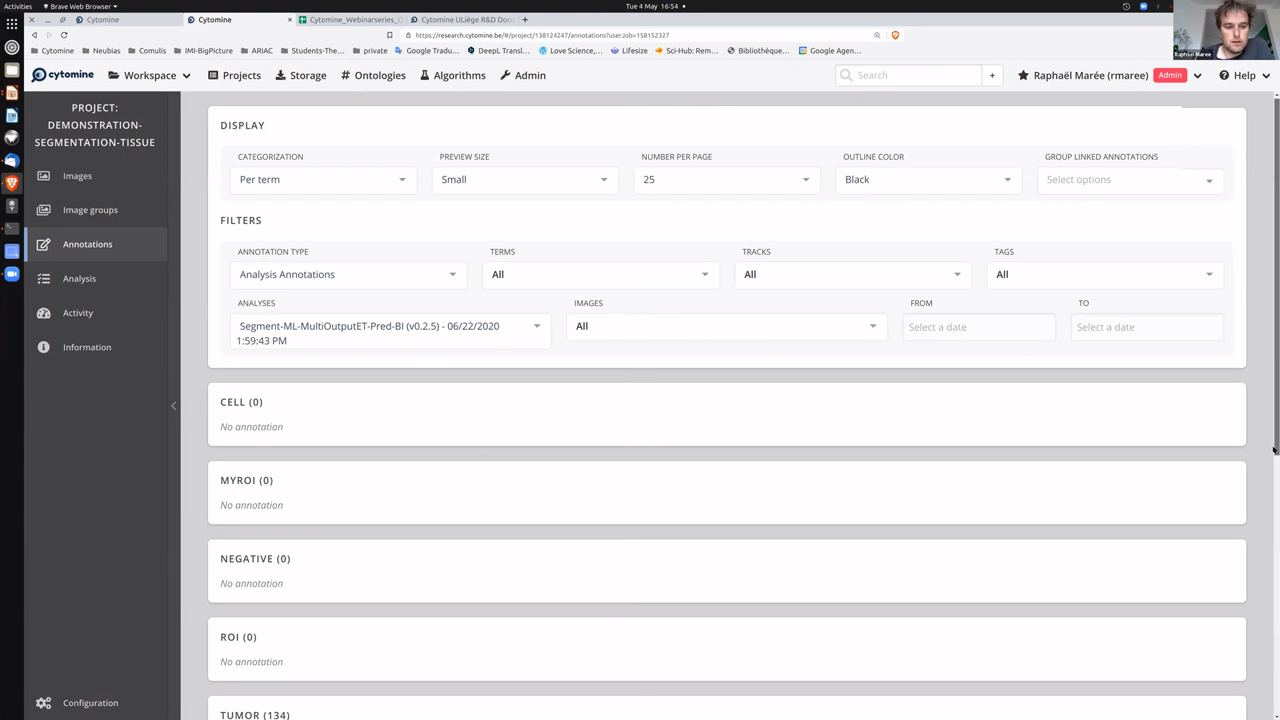 Activities
Brave Web Browser
Tue 4 May 16:54
Cytomine
Cytomine
Cytomine_Webinarseries_
Cytomine ULiège R&D Docu
https://research.cytomine.be/#/project/138124247/annotations?userJob=158152327
Cytomine
Neubias
Comulis
IMI-BigPicture
ARIAC
Students-The...
private
Google Tradu...
DeepL Transl...
Love Science,...
Lifesize
Sci-Hub: Rem...
Bibliothèque...
Google Agen...
Raphaël Maree
cytomine
Workspace
Projects
Storage
Ontologies
Algorithms
Admin
Search
+
Raphaël Marée (rmaree)
Admin
Help
PROJECT:
DEMONSTRATION-
SEGMENTATION-TISSUE
Images
Image groups
Annotations
Analysis
Activity
Information
Configuration
DISPLAY
CATEGORIZATION
PREVIEW SIZE
NUMBER PER PAGE
OUTLINE COLOR
GROUP LINKED ANNOTATIONS
Per term
Small
25
Black
Select options
FILTERS
ANNOTATION TYPE
TERMS
TRACKS
TAGS
Analysis Annotations
All
All
All
ANALYSES
IMAGES
FROM
TO
Segment-ML-MultiOutputET-Pred-BI (v0.2.5) - 06/22/2020
1:59:43 PM
All
Select a date
Select a date
CELL (0)
No annotation
MYROI (0)
No annotation
NEGATIVE (0)
No annotation
ROI (0)
No annotation
TUMOR (134)